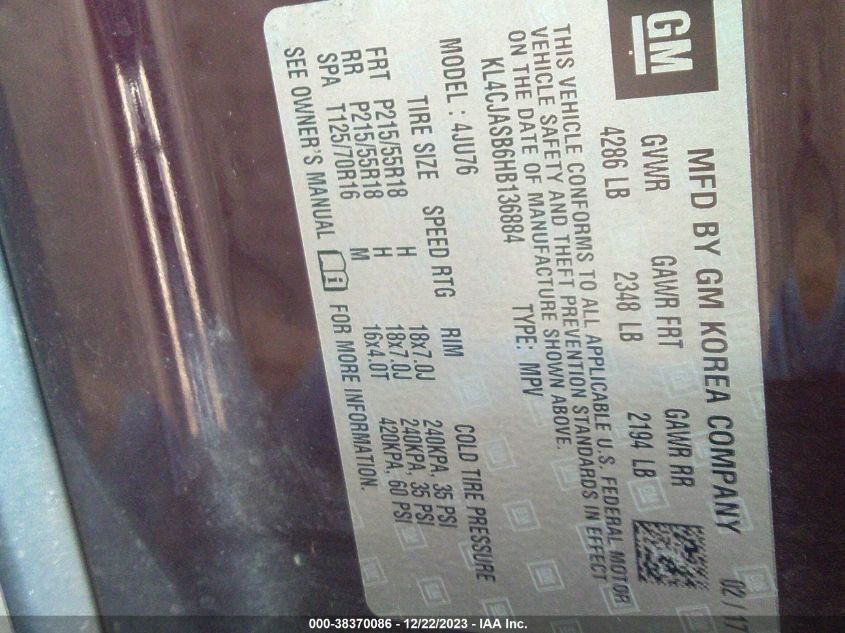 GM
MFD BY GM KOREA COMPANY 02/17
GVWR GAWR FRT GAWR RR
4286 LB 2348 LB 2194 LB
THIS VEHICLE CONFORMS TO ALL APPLICABLE U.S. FEDERAL MOTOR
VEHICLE SAFETY AND THEFT PREVENTION STANDARDS IN EFFECT
ON THE DATE OF MANUFACTURE SHOWN ABOVE.
KL4CJASB6HB136884 TYPE: MPV
MODEL: 4JU76
TIRE SIZE SPEED RTG RIM COLD TIRE PRESSURE
FRT P215/55R18 H 18x7.0J 240KPA, 35 PSI
RR P215/55R18 H 18x7.0J 240KPA, 35 PSI
SPA T125/70R16 M 16x4.0T 420KPA, 60 PSI
SEE OWNER'S MANUAL FOR MORE INFORMATION.
000-38370086 - 12/22/2023 - IAA Inc.